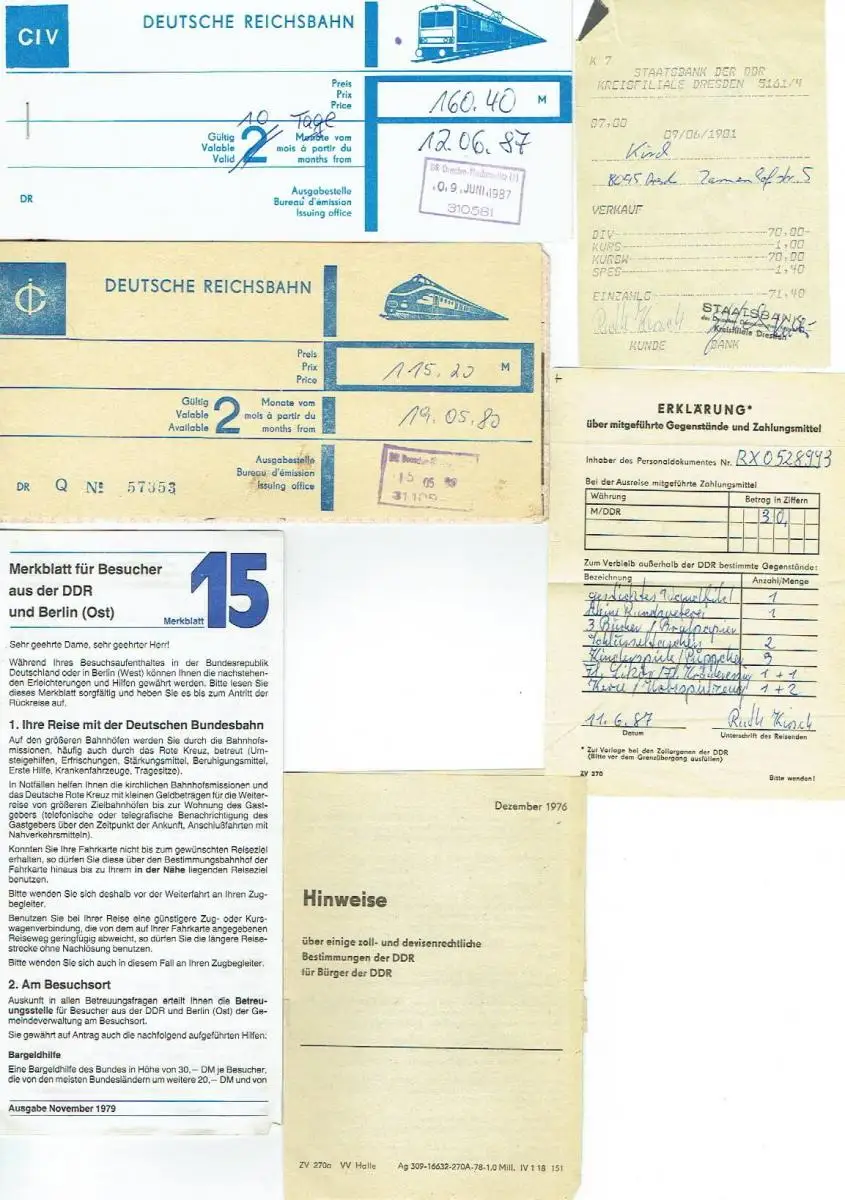 CIV
DEUTSCHE REICHSBAHN
Preis
Prix
Price
160.40 M
10 Tage
Gültig
Valable
Valid
2
Monate vom
mois à partir du
months from
12.06.87
DR
Ausgabestelle
Bureau d'émission
Issuing office
0 9. JUNI 1987
310581
DEUTSCHE REICHSBAHN
Preis
Prix
Price
115.20 M
Gültig
Valable
Available
2
Monate vom
mois à partir du
months from
19.05.80
Ausgabestelle
Bureau d'émission
Issuing office
DR Q Nº 57353
K 7
STAATSBANK DER DDR
KREISFILIALE DRESDEN 5161/4
07,00
09/06/1981
VERKAUF
DIV 70,00-
KURS 1,00
KURSW 70,00
SPES 1,40
EINZAHLG 71,40
STAATSBANK
Kreisfiliale Dresden
KUNDE BANK
ERKLÄRUNG*
über mitgeführte Gegenstände und Zahlungsmittel
Inhaber des Personaldokumentes Nr. RX0528993
Bei der Ausreise mitgeführte Zahlungsmittel
Währung Betrag in Ziffern
M/DDR 30,
Zum Verbleib außerhalb der DDR bestimmte Gegenstände:
Bezeichnung Anzahl/Menge
1
1
3 Bücher / Briefpapier
Schlüsseltaschen 2
1 + 1
1 + 2
11.6.87 Ruth Kirsch
Datum Unterschrift des Reisenden
* Zur Vorlage bei den Zollorganen der DDR
(Bitte vor dem Grenzübergang ausfüllen)
ZV 270 Bitte wenden!
Merkblatt für Besucher
aus der DDR
und Berlin (Ost)
Merkblatt 15
Sehr geehrte Dame, sehr geehrter Herr!
Während Ihres Besuchsaufenthaltes in der Bundesrepublik
Deutschland oder in Berlin (West) können Ihnen die nachstehen-
den Erleichterungen und Hilfen gewährt werden. Bitte lesen Sie
dieses Merkblatt sorgfältig und heben Sie es bis zum Antritt der
Rückreise auf.
1. Ihre Reise mit der Deutschen Bundesbahn
Auf den größeren Bahnhöfen werden Sie durch die Bahnhofs-
missionen, häufig auch durch das Rote Kreuz, betreut (Um-
steigehilfen, Erfrischungen, Stärkungsmittel, Beruhigungsmittel,
Erste Hilfe, Krankenfahrzeuge, Tragesitze).
In Notfällen helfen Ihnen die kirchlichen Bahnhofsmissionen und
das Deutsche Rote Kreuz mit kleinen Geldbeträgen für die Weiter-
reise von größeren Zielbahnhöfen bis zur Wohnung des Gast-
gebers (telefonische oder telegrafische Benachrichtigung des
Gastgebers über den Zeitpunkt der Ankunft, Anschlußfahrten mit
Nahverkehrsmitteln).
Konnten Sie Ihre Fahrkarte nicht bis zum gewünschten Reiseziel
erhalten, so dürfen Sie diese über den Bestimmungsbahnhof der
Fahrkarte hinaus bis zu Ihrem in der Nähe liegenden Reiseziel
benutzen.
Bitte wenden Sie sich deshalb vor der Weiterfahrt an Ihren Zug-
begleiter.
Benutzen Sie bei Ihrer Reise eine günstigere Zug- oder Kurs-
wagenverbindung, die von dem auf Ihrer Fahrkarte angegebenen
Reiseweg geringfügig abweicht, so dürfen Sie die längere Reise-
strecke ohne Nachlösung benutzen.
Bitte wenden Sie sich auch in diesem Fall an Ihren Zugbegleiter.
2. Am Besuchsort
Auskunft in allen Betreuungsfragen erteilt Ihnen die Betreu-
ungsstelle für Besucher aus der DDR und Berlin (Ost) der Ge-
meindeverwaltung am Besuchsort.
Sie gewährt auf Antrag auch die nachfolgend aufgeführten Hilfen:
Bargeldhilfe
Eine Bargeldhilfe des Bundes in Höhe von 30,– DM je Besucher,
die von den meisten Bundesländern um weitere 20,– DM und von
Ausgabe November 1979
Dezember 1976
Hinweise
über einige zoll- und devisenrechtliche
Bestimmungen der DDR
für Bürger der DDR
ZV 270a VV Halle Ag 309-16632-270A-78-1,0 Mill. IV 1 18 151